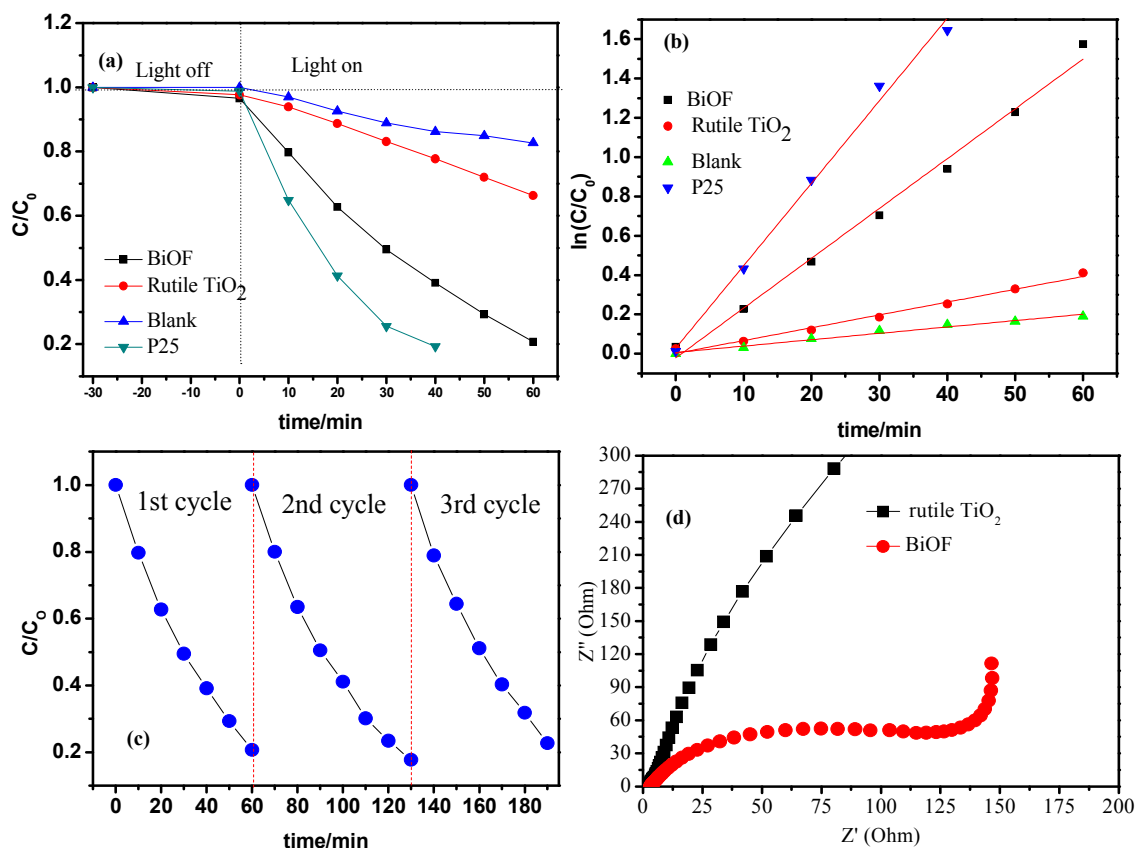 (a)
Light off
Light on
BiOF
Rutile TiO2
Blank
P25
C/C0
1.2
1.0
0.8
0.6
0.4
0.2
-30 -20 -10 0 10 20 30 40 50 60
time/min
(b)
BiOF
Rutile TiO2
Blank
P25
ln(C/C0)
1.6
1.4
1.2
1.0
0.8
0.6
0.4
0.2
0.0
0 10 20 30 40 50 60
time/min
1st cycle 2nd cycle 3rd cycle
(c)
C/CO
1.0
0.8
0.6
0.4
0.2
0 20 40 60 80 100 120 140 160 180
time/min
(d)
rutile TiO2
BiOF
Z'' (Ohm)
300
270
240
210
180
150
120
90
60
30
0
0 25 50 75 100 125 150 175 200
Z' (Ohm)